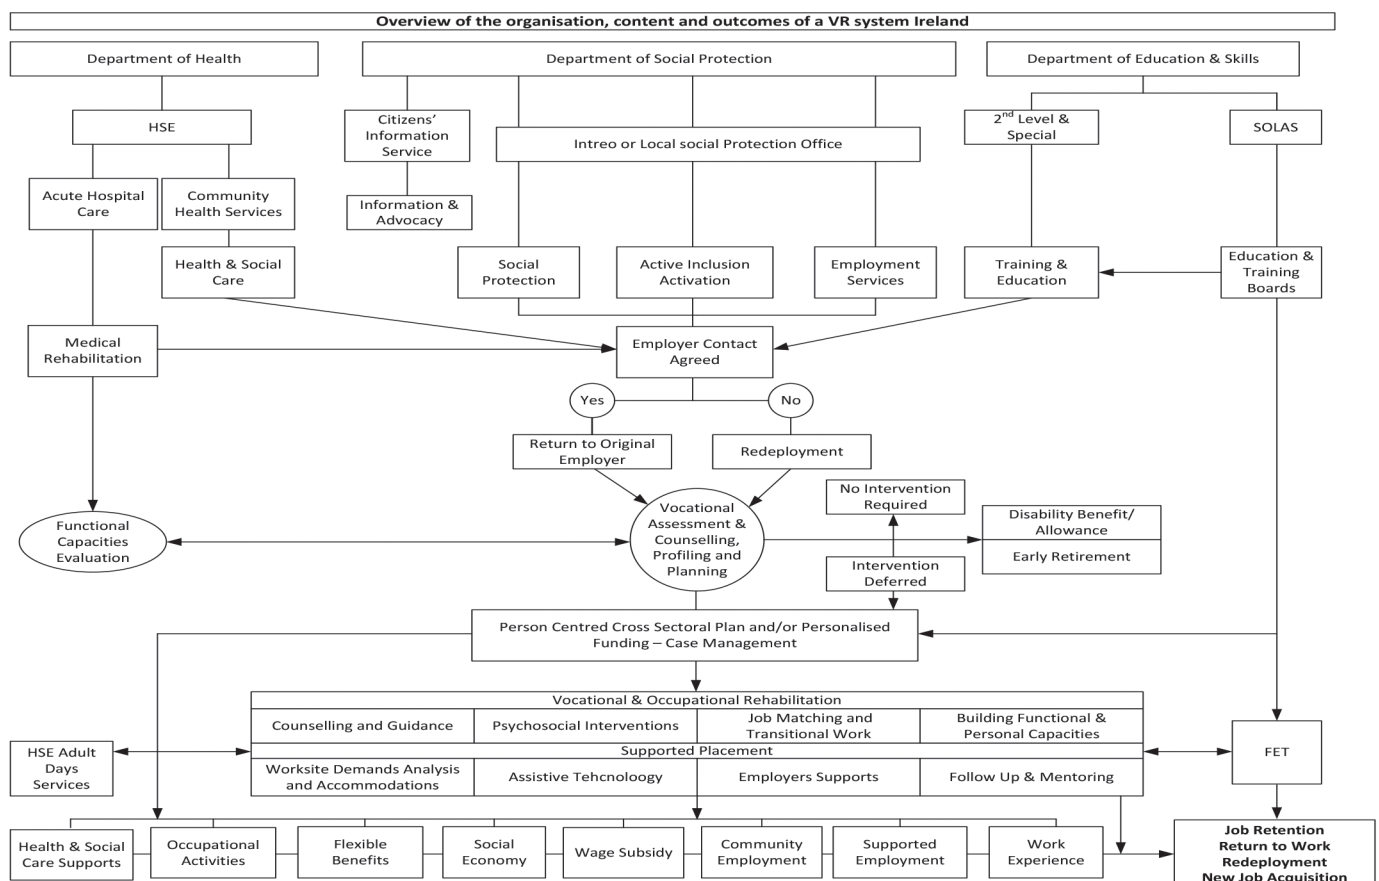 Overview of the organisation, content and outcomes of a VR system Ireland
Department of Health
Department of Social Protection
Department of Education & Skills
HSE
Citizens’
Information
Service
Intreo or Local social Protection Office
2nd Level &
Special
SOLAS
Acute Hospital
Care
Community
Health Services
Information &
Advocacy
Health & Social
Care
Social
Protection
Active Inclusion
Activation
Employment
Services
Training &
Education
Education &
Training
Boards
Medical
Rehabilitation
Employer Contact
Agreed
Yes
No
Return to Original
Employer
Redeployment
Functional
Capacities
Evaluation
Vocational
Assessment &
Counselling,
Profiling and
Planning
No Intervention
Required
Intervention
Deferred
Disability Benefit/
Allowance
Early Retirement
Person Centred Cross Sectoral Plan and/or Personalised
Funding – Case Management
Vocational & Occupational Rehabilitation
Counselling and Guidance
Psychosocial Interventions
Job Matching and
Transitional Work
Building Functional &
Personal Capacities
HSE Adult
Days
Services
Supported Placement
FET
Worksite Demands Analysis
and Accommodations
Assistive Tehcnoloogy
Employers Supports
Follow Up & Mentoring
Health & Social
Care Supports
Occupational
Activities
Flexible
Benefits
Social
Economy
Wage Subsidy
Community
Employment
Supported
Employment
Work
Experience
Job Retention
Return to Work
Redeployment
New Job Acquisition